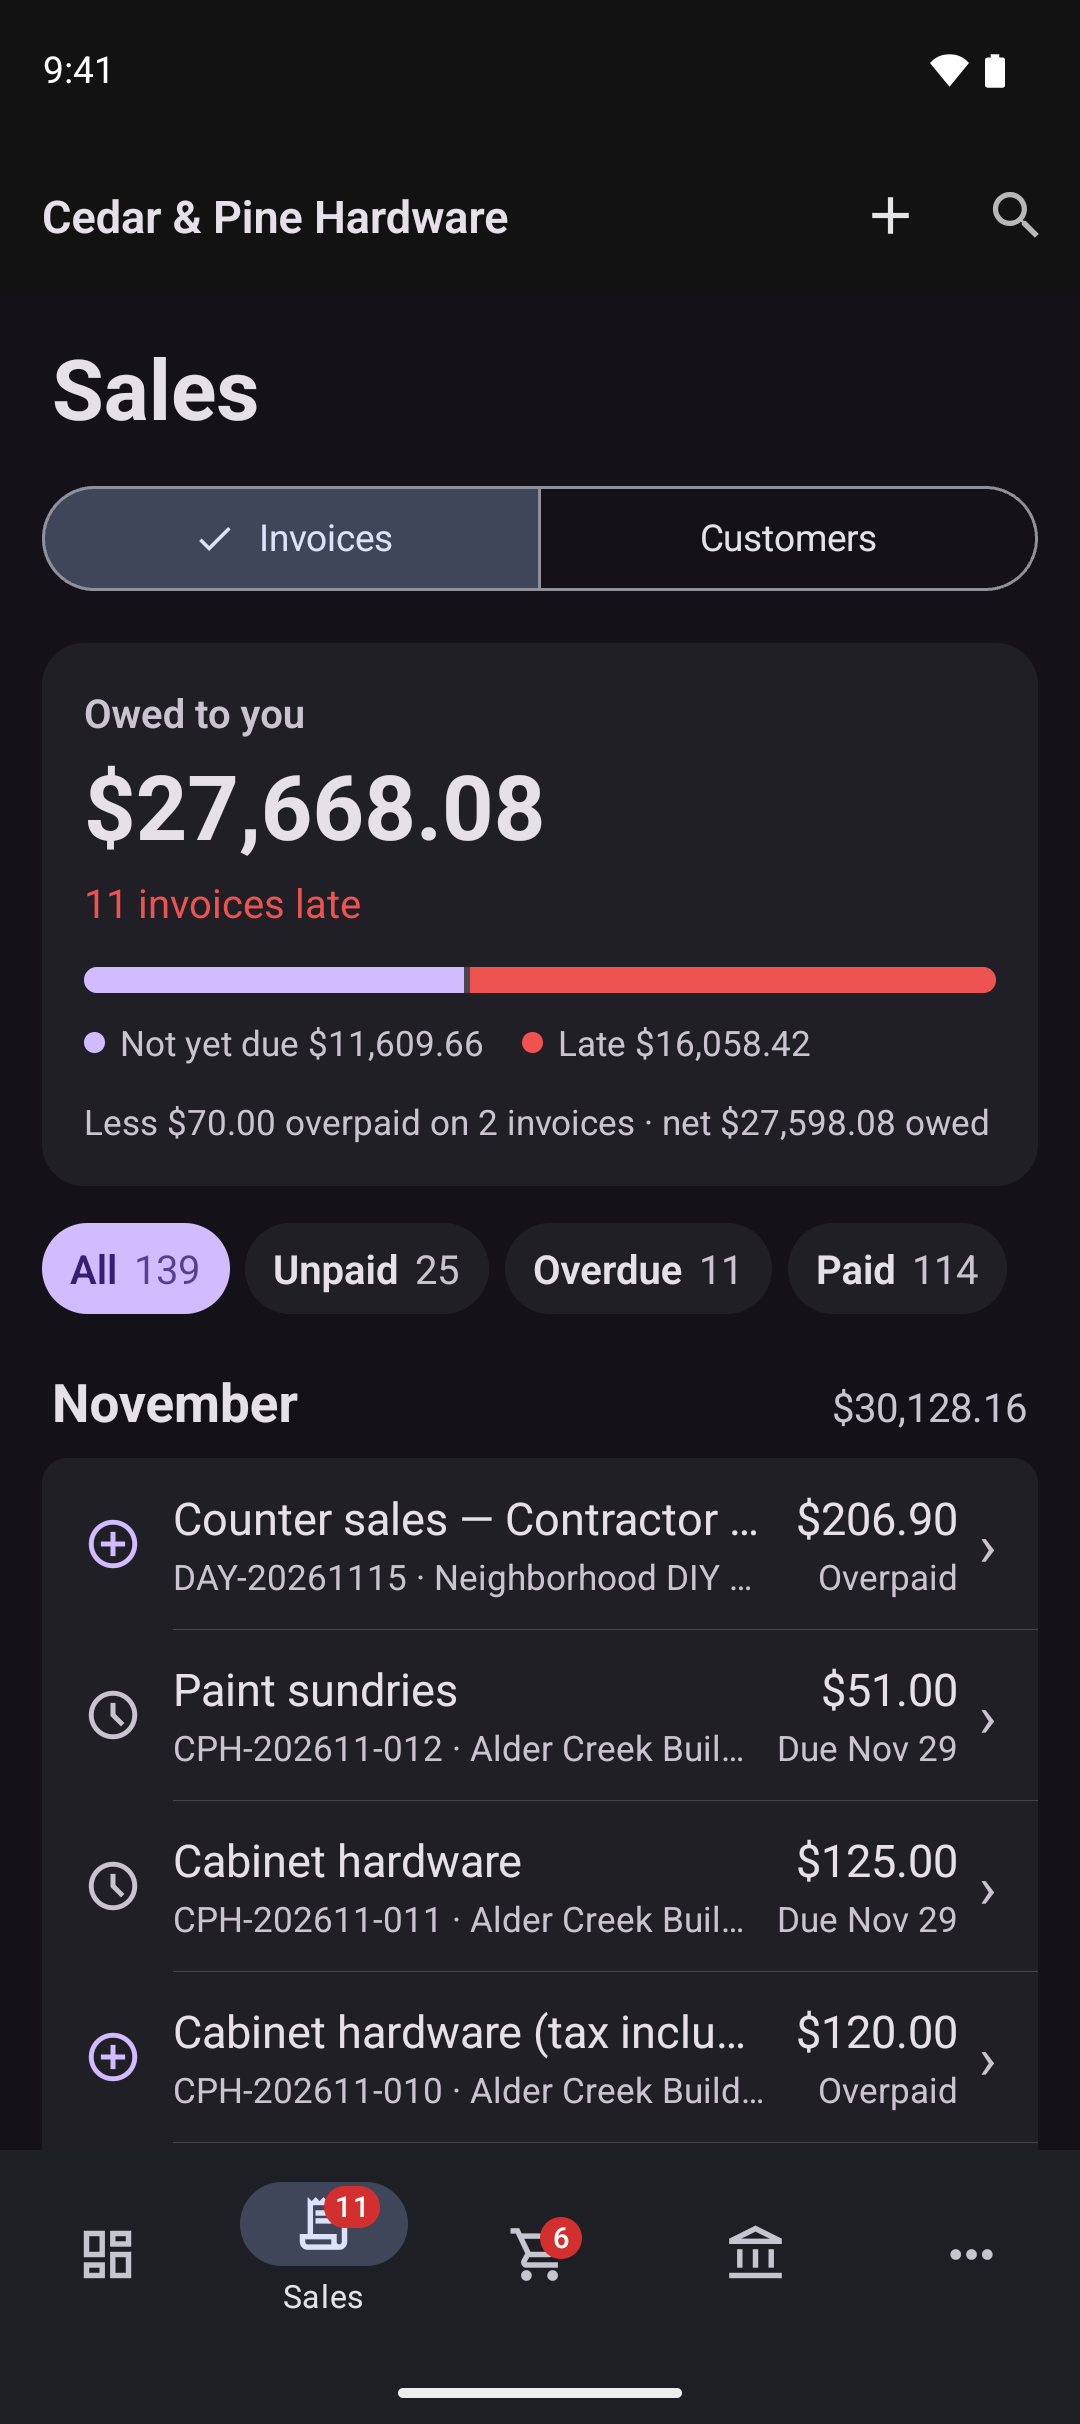 9:41
Cedar & Pine Hardware
Sales
Invoices
Customers
Owed to you
$27,668.08
11 invoices late
Not yet due $11,609.66
Late $16,058.42
Less $70.00 overpaid on 2 invoices · net $27,598.08 owed
All 139
Unpaid 25
Overdue 11
Paid 114
November
$30,128.16
Counter sales — Contractor ...
$206.90
DAY-20261115 · Neighborhood DIY ...
Overpaid
Paint sundries
$51.00
CPH-202611-012 · Alder Creek Buil...
Due Nov 29
Cabinet hardware
$125.00
CPH-202611-011 · Alder Creek Buil...
Due Nov 29
Cabinet hardware (tax inclu...
$120.00
CPH-202611-010 · Alder Creek Build...
Overpaid
11
6
Sales